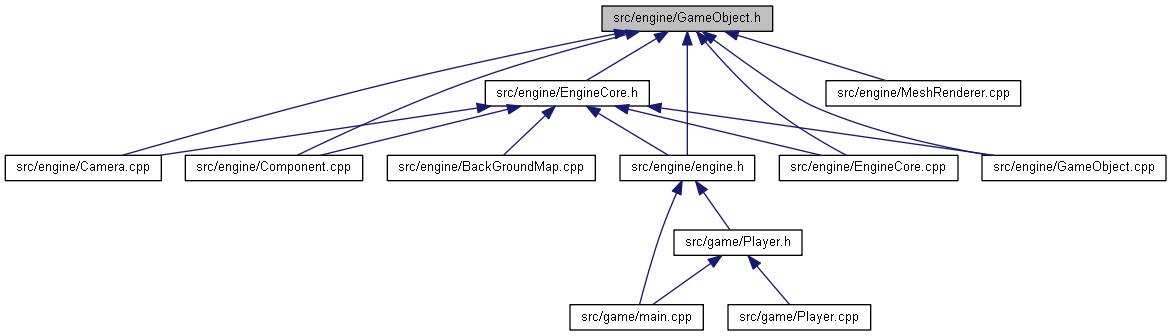 src/engine/GameObject.h
src/engine/EngineCore.h
src/engine/MeshRenderer.cpp
src/engine/Camera.cpp
src/engine/Component.cpp
src/engine/BackGroundMap.cpp
src/engine/engine.h
src/engine/EngineCore.cpp
src/engine/GameObject.cpp
src/game/Player.h
src/game/main.cpp
src/game/Player.cpp